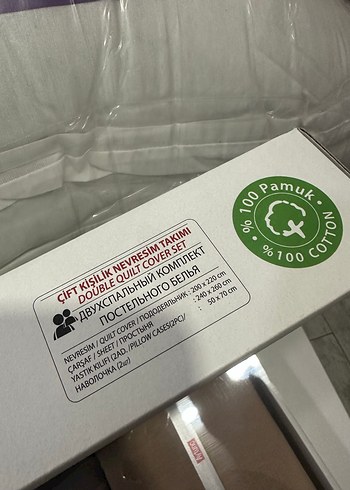 ÇİFT KİŞİLİK NEVRESİM TAKIMI
DOUBLE QUILT COVER SET
ДВУХСПАЛЬНЫЙ КОМПЛЕКТ
ПОСТЕЛЬНОГО БЕЛЬЯ
NEVRESİM / QUILT COVER / ПОДОДЕЯЛЬНИК : 200 x 220 cm
ÇARŞAF / SHEET / ПРОСТЫНЯ : 240 x 260 cm
YASTIK KILIFI (2AD. /PILLOW CASES(2PC)/ : 50 x 70 cm
НАВОЛОЧКА (2шт)
% 100 Pamuk
% 100 COTTON